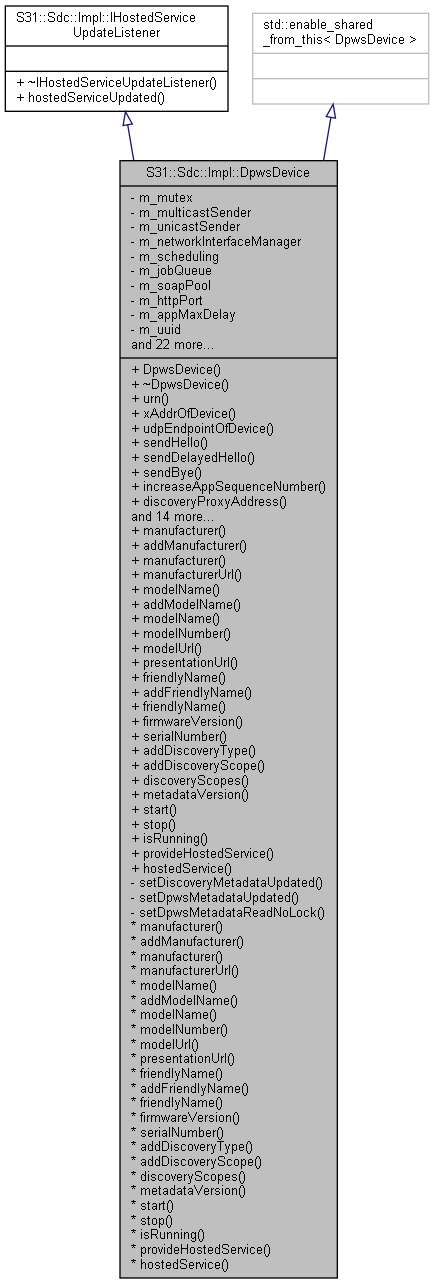 S31::Sdc::Impl::IHostedService
UpdateListener
+ ~IHostedServiceUpdateListener()
+ hostedServiceUpdated()
std::enable_shared
_from_this< DpwsDevice >
S31::Sdc::Impl::DpwsDevice
- m_mutex
- m_multicastSender
- m_unicastSender
- m_networkInterfaceManager
- m_scheduling
- m_jobQueue
- m_soapPool
- m_httpPort
- m_appMaxDelay
- m_uuid
and 22 more...
+ DpwsDevice()
+ ~DpwsDevice()
+ urn()
+ xAddrOfDevice()
+ udpEndpointOfDevice()
+ sendHello()
+ sendDelayedHello()
+ sendBye()
+ increaseAppSequenceNumber()
+ discoveryProxyAddress()
and 14 more...
+ manufacturer()
+ addManufacturer()
+ manufacturer()
+ manufacturerUrl()
+ modelName()
+ addModelName()
+ modelName()
+ modelNumber()
+ modelUrl()
+ presentationUrl()
+ friendlyName()
+ addFriendlyName()
+ friendlyName()
+ firmwareVersion()
+ serialNumber()
+ addDiscoveryType()
+ addDiscoveryScope()
+ discoveryScopes()
+ metadataVersion()
+ start()
+ stop()
+ isRunning()
+ provideHostedService()
+ hostedService()
- setDiscoveryMetadataUpdated()
- setDpwsMetadataUpdated()
- setDpwsMetadataReadNoLock()
* manufacturer()
* addManufacturer()
* manufacturer()
* manufacturerUrl()
* modelName()
* addModelName()
* modelName()
* modelNumber()
* modelUrl()
* presentationUrl()
* friendlyName()
* addFriendlyName()
* friendlyName()
* firmwareVersion()
* serialNumber()
* addDiscoveryType()
* addDiscoveryScope()
* discoveryScopes()
* metadataVersion()
* start()
* stop()
* isRunning()
* provideHostedService()
* hostedService()